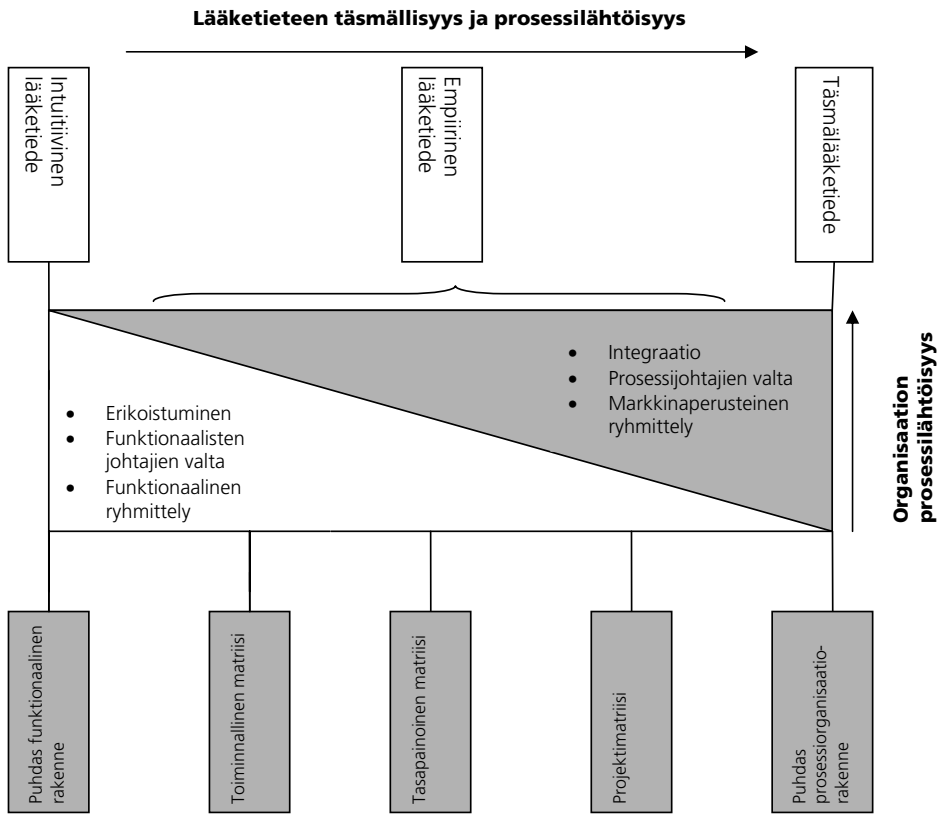 Lääketieteen täsmällisyys ja prosessilähtöisyys
Intuitiivinen
lääketiede
Empiirinen
lääketiede
Täsmälääketiede
• Integraatio
• Prosessijohtajien valta
• Markkinaperusteinen
ryhmittely
• Erikoistuminen
• Funktionaalisten
johtajien valta
• Funktionaalinen
ryhmittely
Organisaation
prosessilähtöisyys
Puhdas funktionaalinen
rakenne
Toiminnallinen matriisi
Tasapainoinen matriisi
Projektimatriisi
Puhdas
prosessiorganisaatio-
rakenne